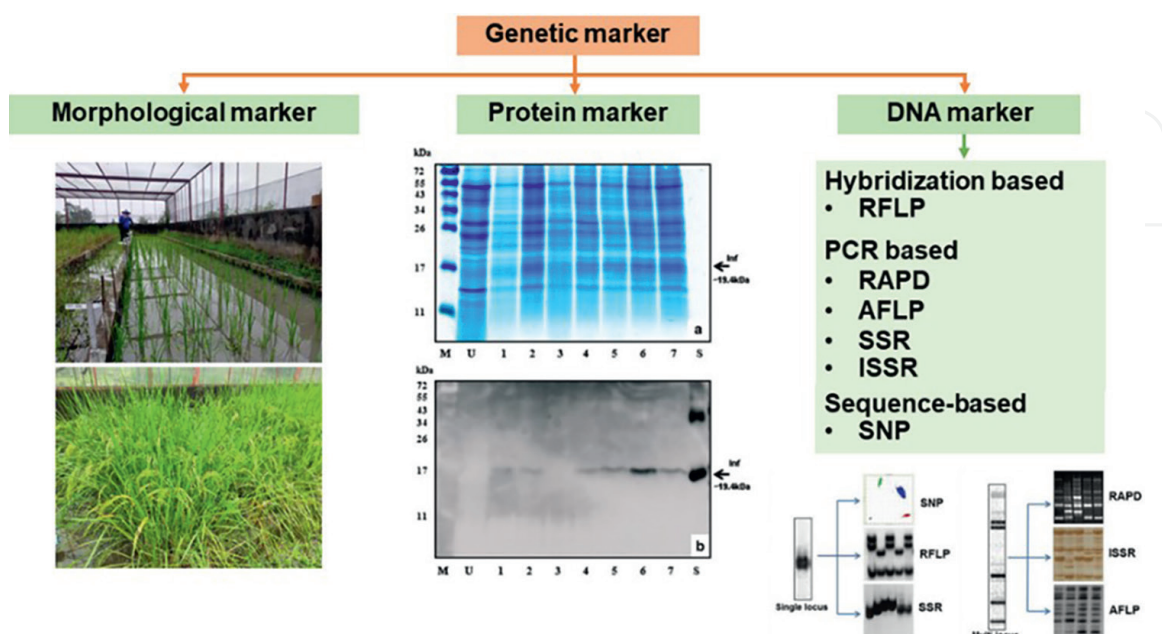 Genetic marker
Morphological marker
Protein marker
DNA marker
Hybridization based
• RFLP
PCR based
• RAPD
• AFLP
• SSR
• ISSR
Sequence-based
• SNP
kDa
72
55
43
34
26
17
11
Inf
~19.4kDa
a
M U 1 2 3 4 5 6 7 S
kDa
72
55
43
34
26
17
11
Inf
~19.4kDa
b
M U 1 2 3 4 5 6 7 S
Single locus
SNP
RFLP
SSR
RAPD
ISSR
AFLP